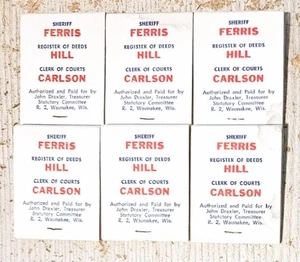 SHERIFF
FERRIS
REGISTER OF DEEDS
HILL
CLERK OF COURTS
CARLSON
Authorized and Paid for by
John Draxler, Treasurer
Statutory Committee
R. 2, Waunakee, Wis.
SHERIFF
FERRIS
REGISTER OF DEEDS
HILL
CLERK OF COURTS
CARLSON
Authorized and Paid for by
John Draxler, Treasurer
Statutory Committee
R. 2, Waunakee, Wis.
SHERIFF
FERRIS
REGISTER OF DEEDS
HILL
CLERK OF COURTS
CARLSON
Authorized and Paid for by
John Draxler, Treasurer
Statutory Committee
R. 2, Waunakee, Wis.
SHERIFF
FERRIS
REGISTER OF DEEDS
HILL
CLERK OF COURTS
CARLSON
Authorized and Paid for by
John Draxler, Treasurer
Statutory Committee
R. 2, Waunakee, Wis.
SHERIFF
FERRIS
REGISTER OF DEEDS
HILL
CLERK OF COURTS
CARLSON
Authorized and Paid for by
John Draxler, Treasurer
Statutory Committee
R. 2, Waunakee, Wis.
SHERIFF
FERRIS
REGISTER OF DEEDS
HILL
CLERK OF COURTS
CARLSON
Authorized and Paid for by
John Draxler, Treasurer
Statutory Committee
R. 2, Waunakee, Wis.